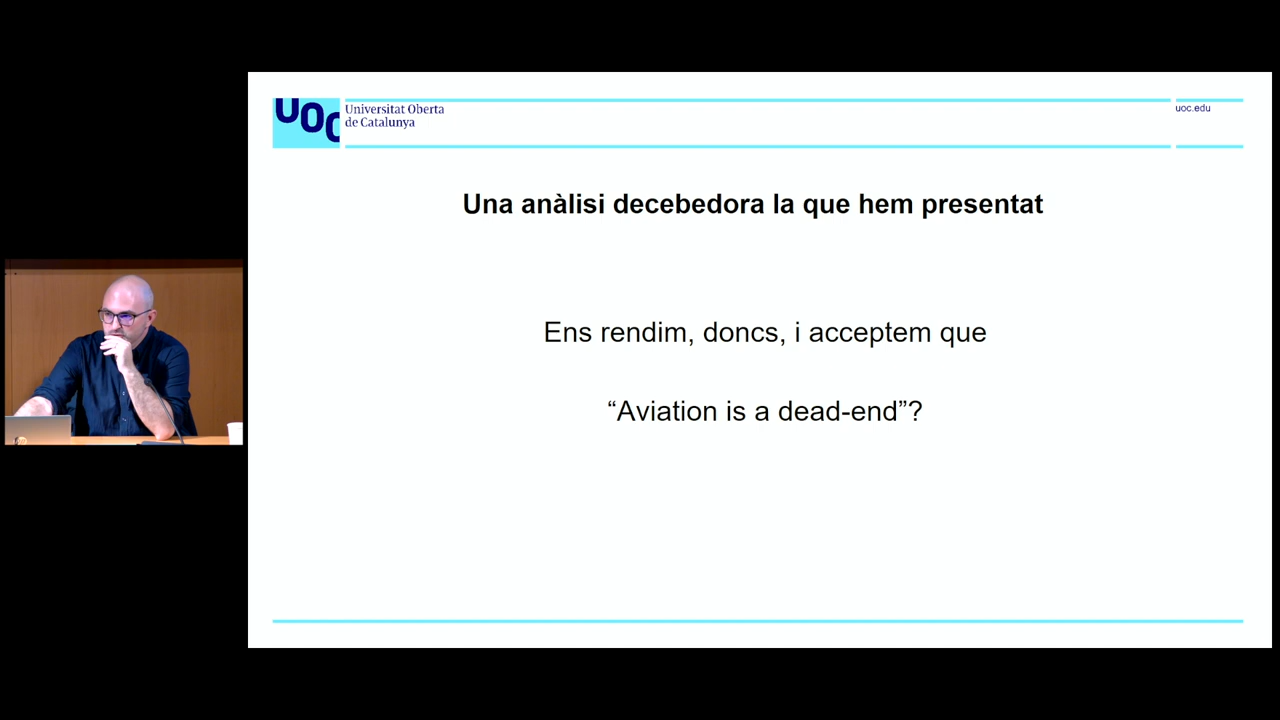 UOC
Universitat Oberta
de Catalunya
uoc.edu
Una anàlisi decebedora la que hem presentat
Ens rendim, doncs, i acceptem que
“Aviation is a dead-end”?